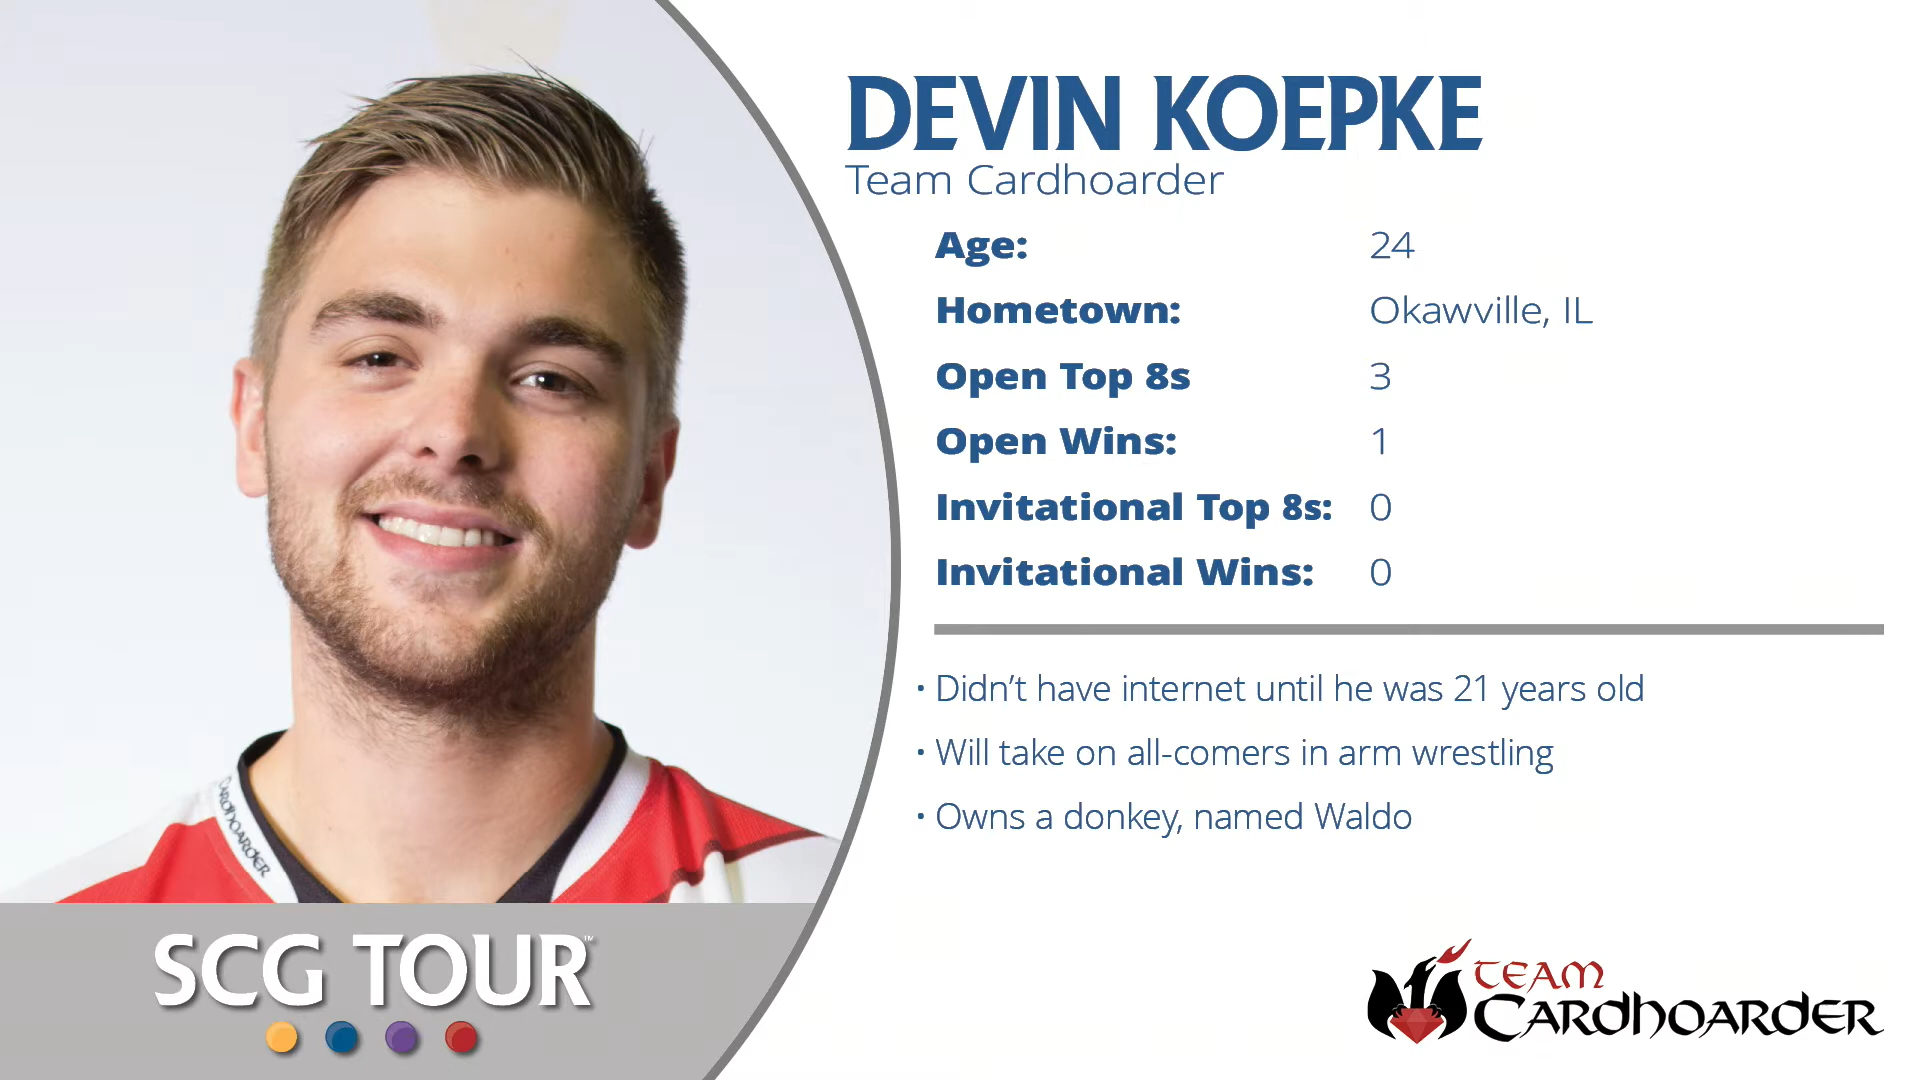 DEVIN KOEPKE
Team Cardhoarder
Age: 24
Hometown: Okawville, IL
Open Top 8s 3
Open Wins: 1
Invitational Top 8s: 0
Invitational Wins: 0
• Didn’t have internet until he was 21 years old
• Will take on all-comers in arm wrestling
• Owns a donkey, named Waldo
CARDHOARDER
SCG TOUR™
TEAM
CARDHOARDER